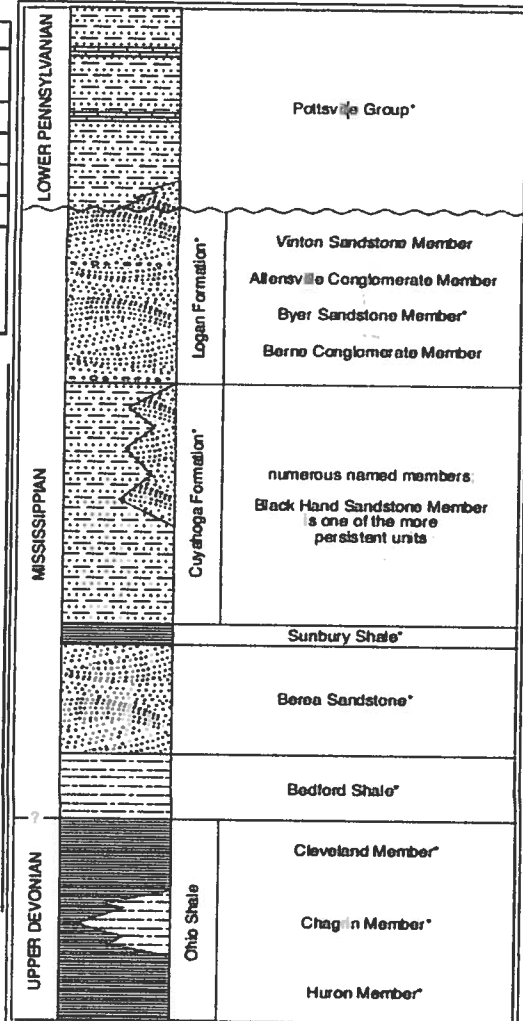 LOWER PENNSYLVANIAN
Pottsville Group*
MISSISSIPPIAN
Logan Formation*
Vinton Sandstone Member
Allensville Conglomerate Member
Byer Sandstone Member*
Berne Conglomerate Member
Cuyahoga Formation*
numerous named members;
Black Hand Sandstone Member
is one of the more
persistent units
Sunbury Shale*
Berea Sandstone*
Bedford Shale*
?
UPPER DEVONIAN
Ohio Shale
Cleveland Member*
Chagrin Member*
Huron Member*